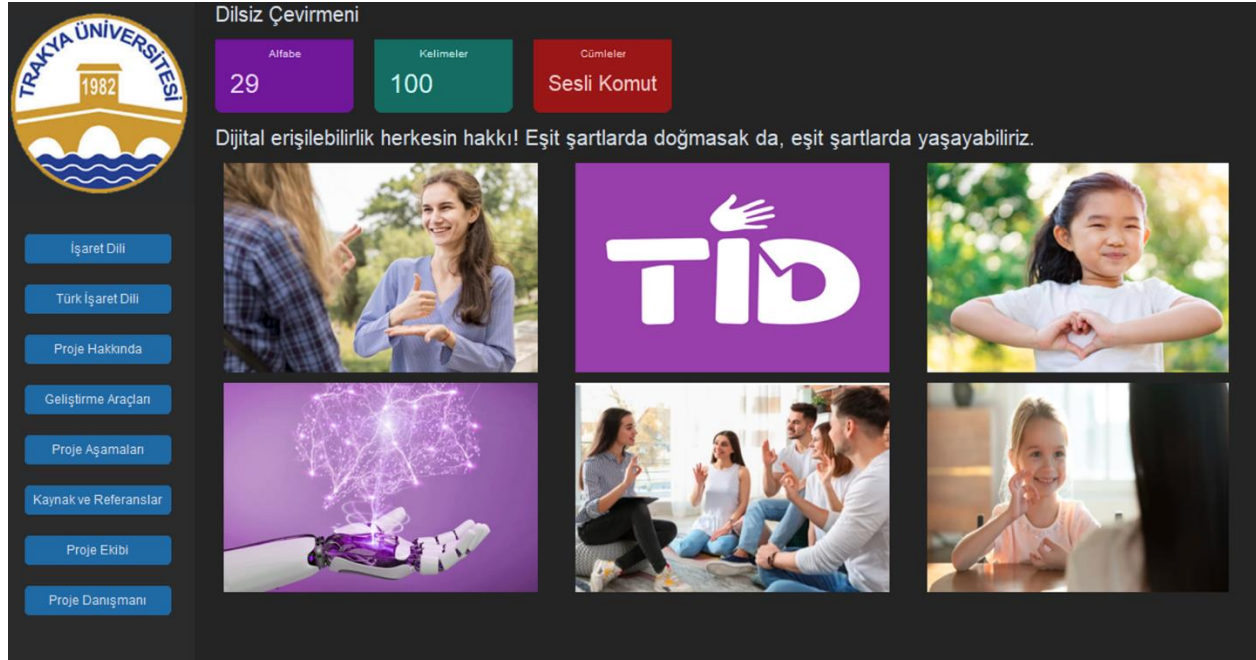 TRAKYA ÜNİVERSİTESİ
1982
İşaret Dili
Türk İşaret Dili
Proje Hakkında
Geliştirme Araçları
Proje Aşamaları
Kaynak ve Referanslar
Proje Ekibi
Proje Danışmanı
Dilsiz Çevirmeni
Alfabe
29
Kelimeler
100
Cümleler
Sesli Komut
Dijital erişilebilirlik herkesin hakkı! Eşit şartlarda doğmasak da, eşit şartlarda yaşayabiliriz.
TİD